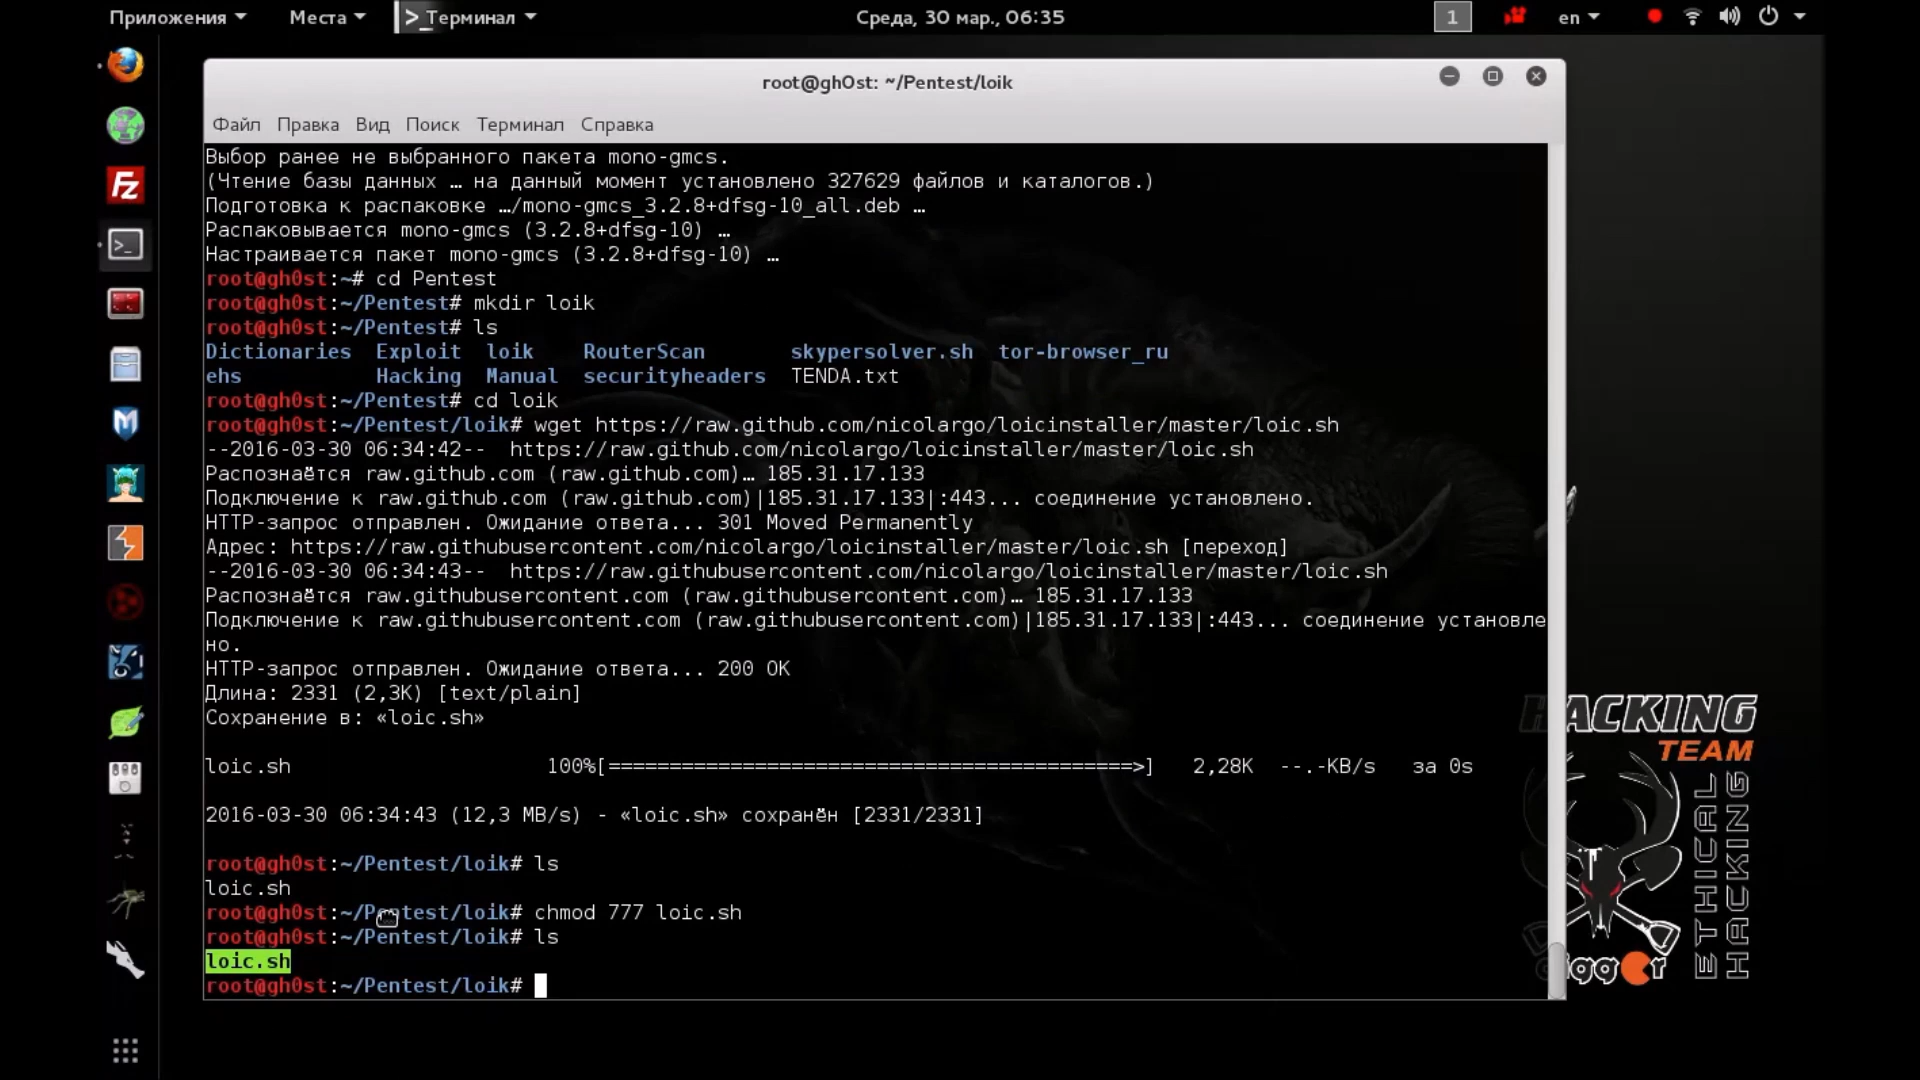 Приложения Места >_ Терминал Среда, 30 мар., 06:35 1 en
root@gh0st: ~/Pentest/loik
Файл Правка Вид Поиск Терминал Справка
Выбор ранее не выбранного пакета mono-gmcs.
(Чтение базы данных … на данный момент установлено 327629 файлов и каталогов.)
Подготовка к распаковке …/mono-gmcs_3.2.8+dfsg-10_all.deb …
Распаковывается mono-gmcs (3.2.8+dfsg-10) …
Настраивается пакет mono-gmcs (3.2.8+dfsg-10) …
root@gh0st:~# cd Pentest
root@gh0st:~/Pentest# mkdir loik
root@gh0st:~/Pentest# ls
Dictionaries Exploit loik RouterScan skypersolver.sh tor-browser_ru
ehs Hacking Manual securityheaders TENDA.txt
root@gh0st:~/Pentest# cd loik
root@gh0st:~/Pentest/loik# wget https://raw.github.com/nicolargo/loicinstaller/master/loic.sh
--2016-03-30 06:34:42-- https://raw.github.com/nicolargo/loicinstaller/master/loic.sh
Распознаётся raw.github.com (raw.github.com)… 185.31.17.133
Подключение к raw.github.com (raw.github.com)|185.31.17.133|:443... соединение установлено.
HTTP-запрос отправлен. Ожидание ответа... 301 Moved Permanently
Адрес: https://raw.githubusercontent.com/nicolargo/loicinstaller/master/loic.sh [переход]
--2016-03-30 06:34:43-- https://raw.githubusercontent.com/nicolargo/loicinstaller/master/loic.sh
Распознаётся raw.githubusercontent.com (raw.githubusercontent.com)… 185.31.17.133
Подключение к raw.githubusercontent.com (raw.githubusercontent.com)|185.31.17.133|:443... соединение установле
но.
HTTP-запрос отправлен. Ожидание ответа... 200 OK
Длина: 2331 (2,3K) [text/plain]
Сохранение в: «loic.sh»
loic.sh 100%[===========================================>] 2,28K --.-KB/s за 0s
2016-03-30 06:34:43 (12,3 MB/s) - «loic.sh» сохранён [2331/2331]
root@gh0st:~/Pentest/loik# ls
loic.sh
root@gh0st:~/Pentest/loik# chmod 777 loic.sh
root@gh0st:~/Pentest/loik# ls
loic.sh
root@gh0st:~/Pentest/loik#
HACKING
TEAM
ETHICAL
HACKING